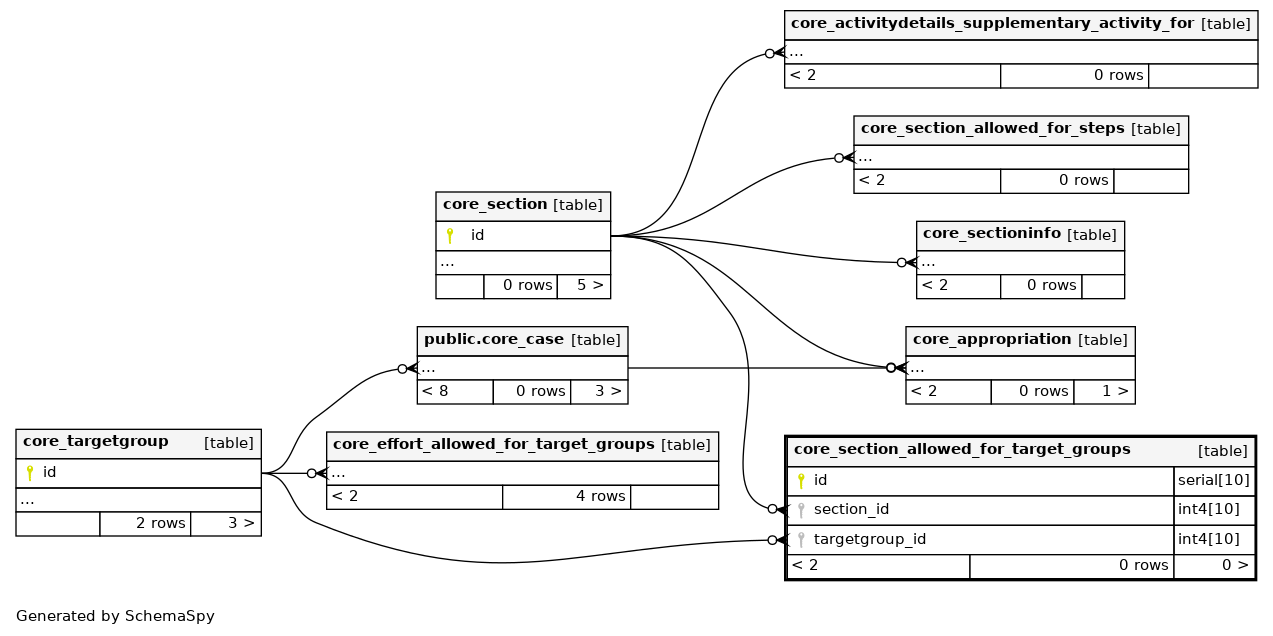 core_activitydetails_supplementary_activity_for [table]
...
< 2 0 rows
core_section_allowed_for_steps [table]
...
< 2 0 rows
core_section [table]
id
...
0 rows 5 >
core_sectioninfo [table]
...
< 2 0 rows
public.core_case [table]
...
< 8 0 rows 3 >
core_appropriation [table]
...
< 2 0 rows 1 >
core_targetgroup [table]
id
...
2 rows 3 >
core_effort_allowed_for_target_groups [table]
...
< 2 4 rows
core_section_allowed_for_target_groups [table]
id serial[10]
section_id int4[10]
targetgroup_id int4[10]
< 2 0 rows 0 >
Generated by SchemaSpy